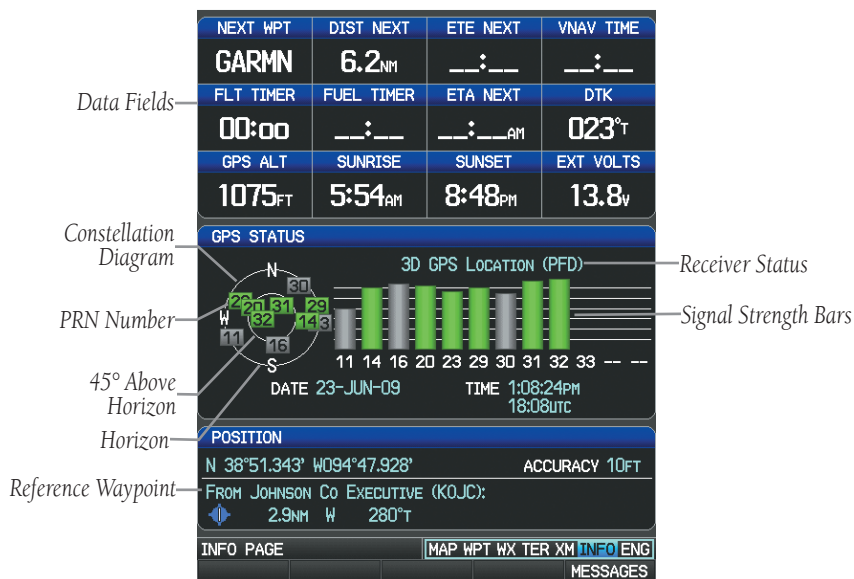 NEXT WPT DIST NEXT ETE NEXT VNAV TIME
GARMN 6.2NM __:__ __:__
Data Fields
FLT TIMER FUEL TIMER ETA NEXT DTK
00:00 __:__ __:__AM 023°T
GPS ALT SUNRISE SUNSET EXT VOLTS
1075FT 5:54AM 8:48PM 13.8V
Constellation
Diagram
GPS STATUS
3D GPS LOCATION (PFD)
Receiver Status
N
30
PRN Number
20 31 29
W 32 14 3
11 16
S
Signal Strength Bars
11 14 16 20 23 29 30 31 32 33 -- --
45° Above
Horizon
DATE 23-JUN-09 TIME 1:08:24PM
18:08UTC
Horizon
POSITION
N 38°51.343' W094°47.928' ACCURACY 10FT
Reference Waypoint
FROM JOHNSON CO EXECUTIVE (KOJC):
2.9NM W 280°T
INFO PAGE MAP WPT WX TER XM INFO ENG
MESSAGES